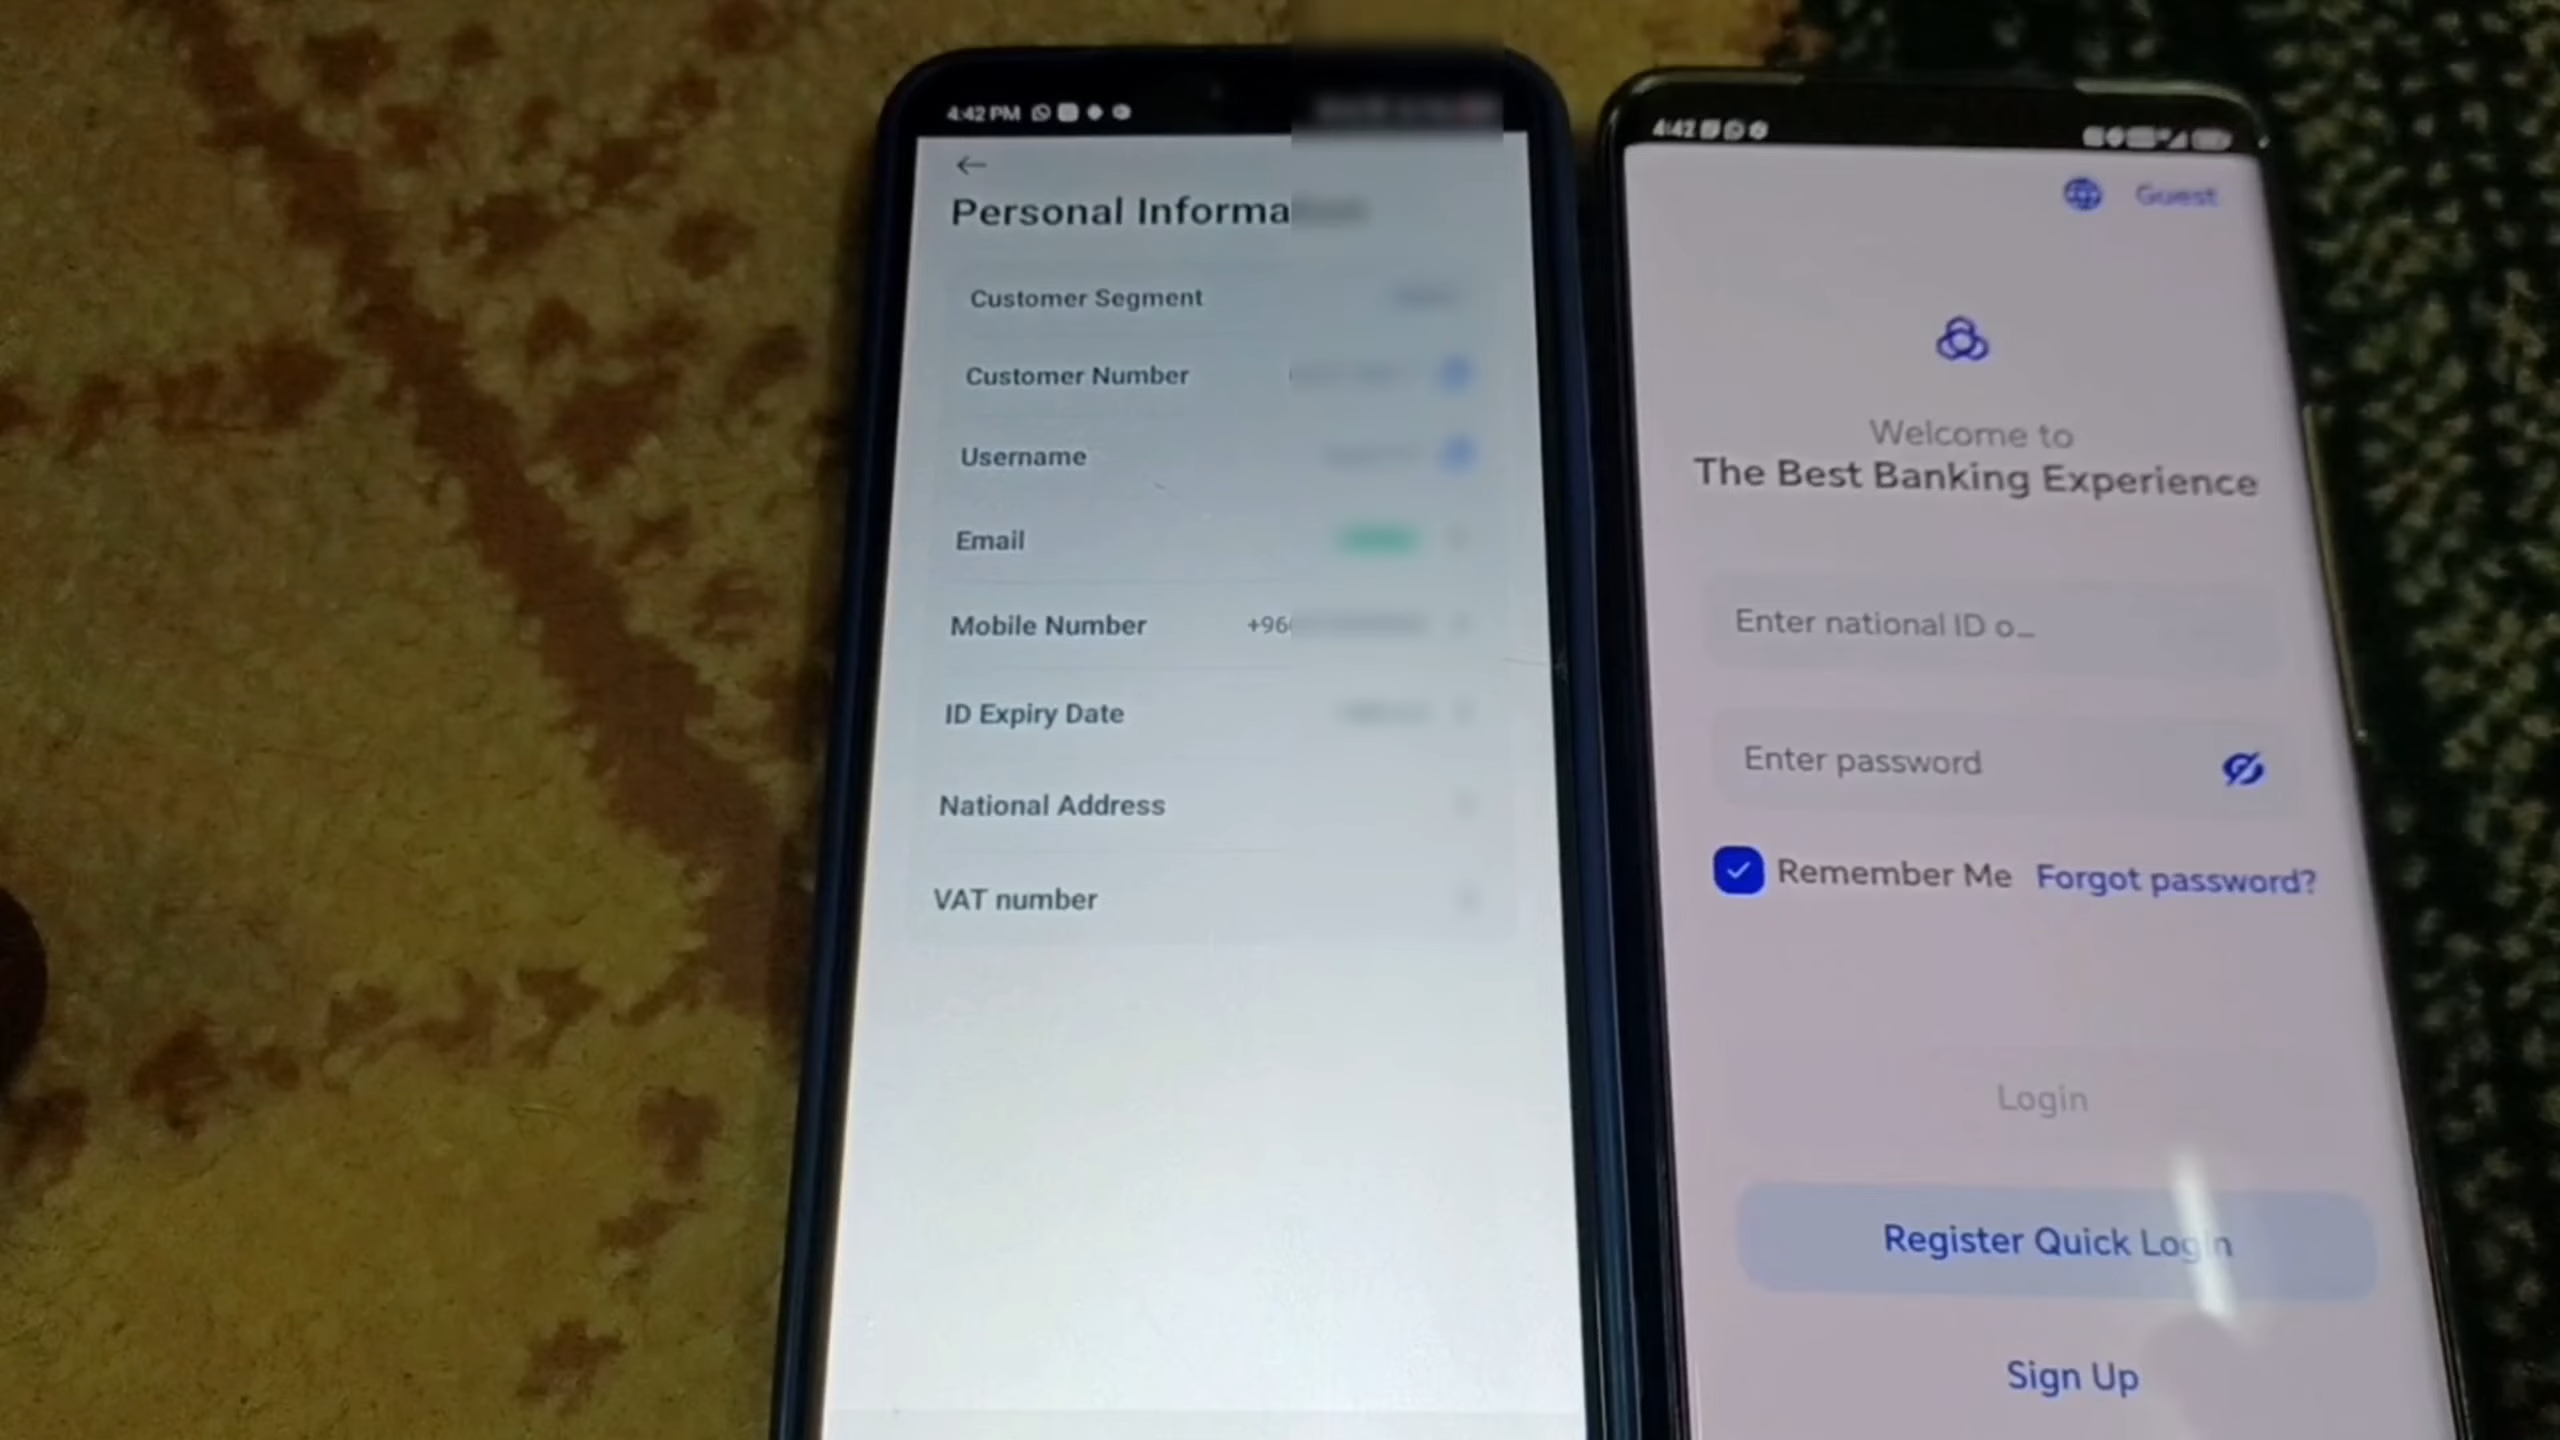 4:42 PM
Personal Informa
Customer Segment
Customer Number
Username
Email
Mobile Number +96
ID Expiry Date
National Address
VAT number
4:42
Guest
Welcome to
The Best Banking Experience
Enter national ID o...
Enter password
Remember Me Forgot password?
Login
Register Quick Login
Sign Up